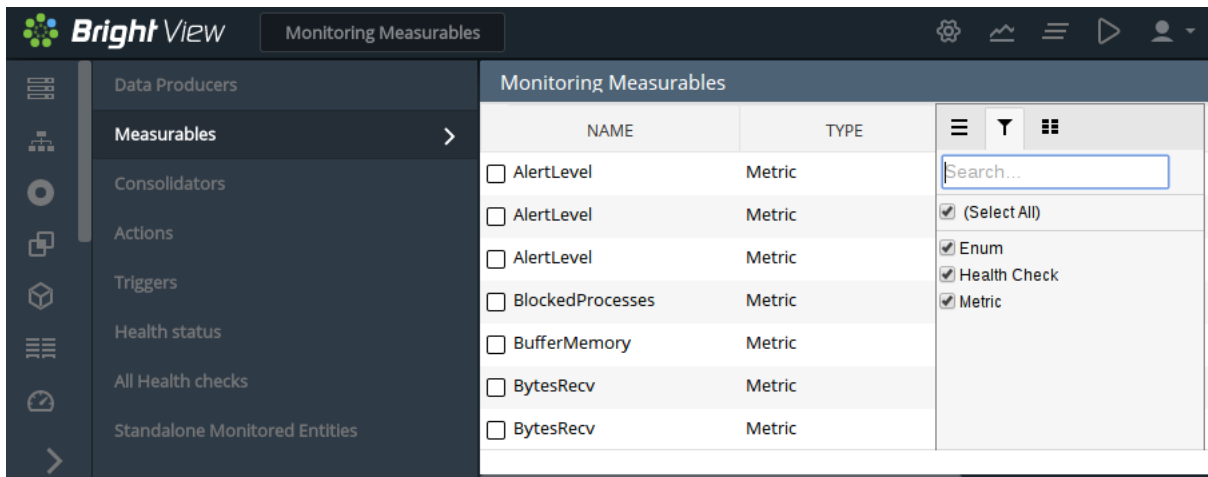 Bright View
Monitoring Measurables
Data Producers
Measurables
Consolidators
Actions
Triggers
Health status
All Health checks
Standalone Monitored Entities
Monitoring Measurables
NAME TYPE
AlertLevel Metric
AlertLevel Metric
AlertLevel Metric
BlockedProcesses Metric
BufferMemory Metric
BytesRecv Metric
BytesRecv Metric
Search...
(Select All)
Enum
Health Check
Metric